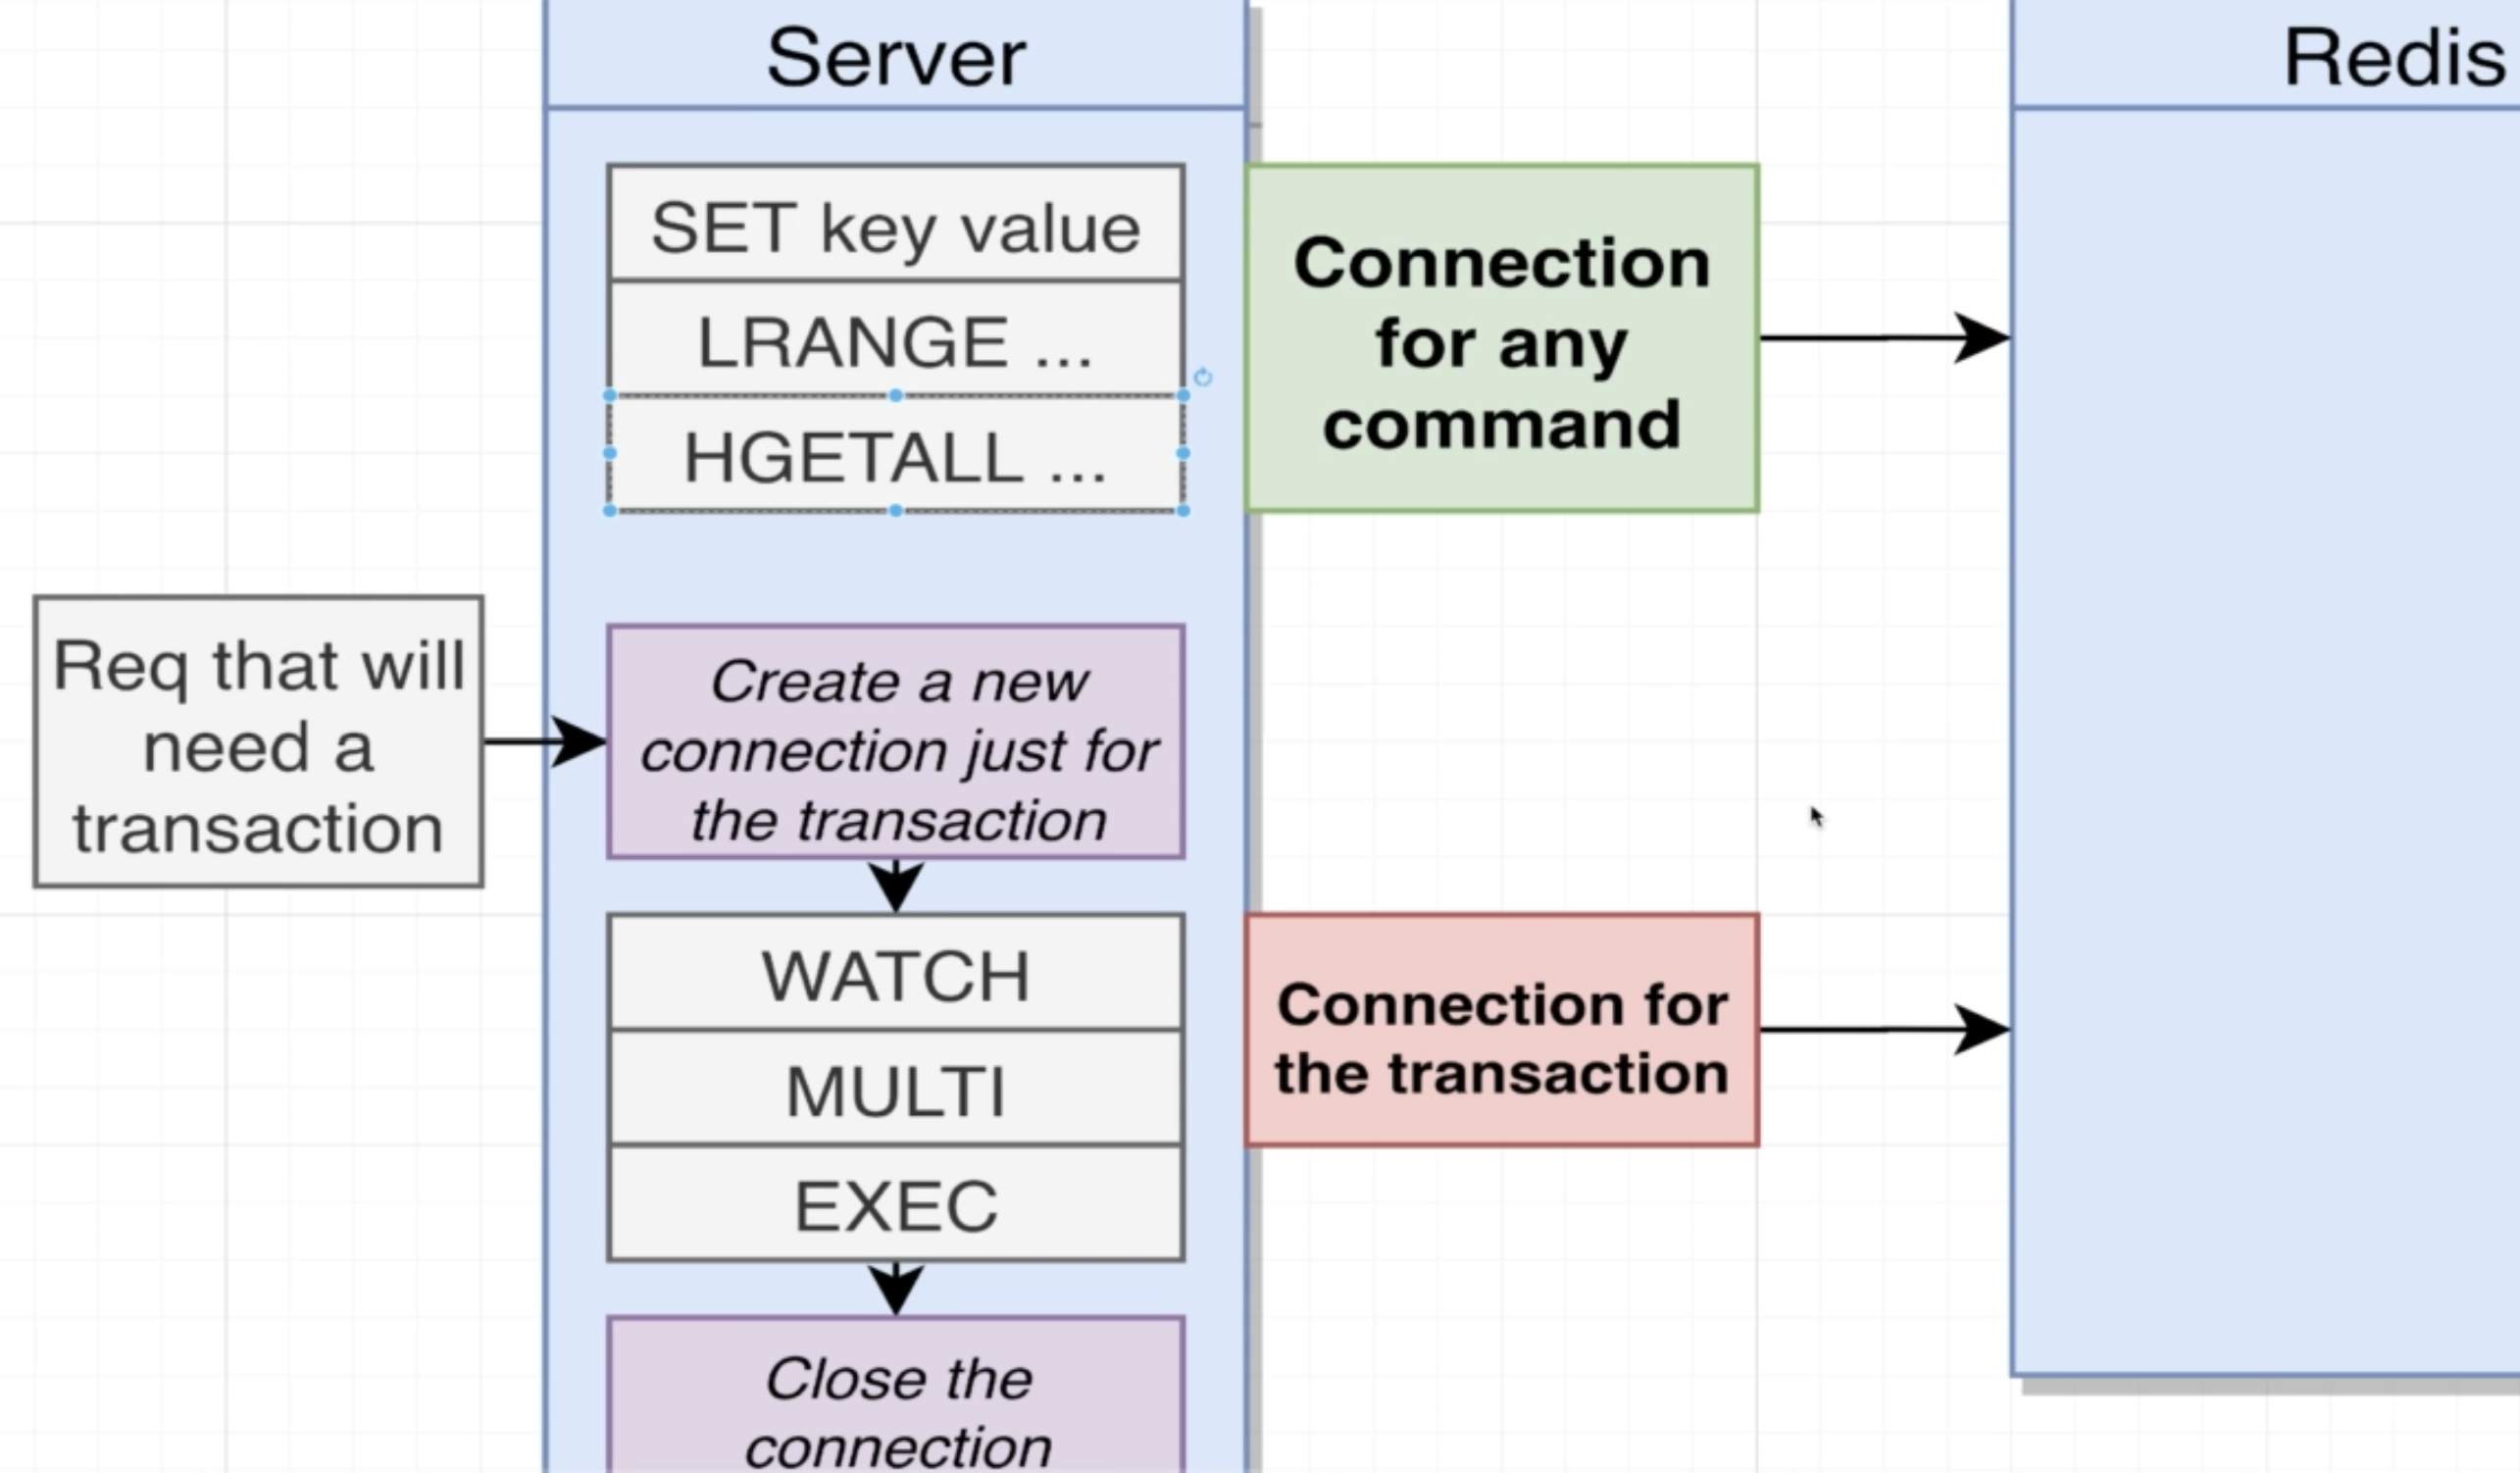 Server
Redis
SET key value
LRANGE ...
HGETALL ...
Connection
for any
command
Req that will
need a
transaction
Create a new
connection just for
the transaction
WATCH
MULTI
EXEC
Connection for
the transaction
Close the
connection